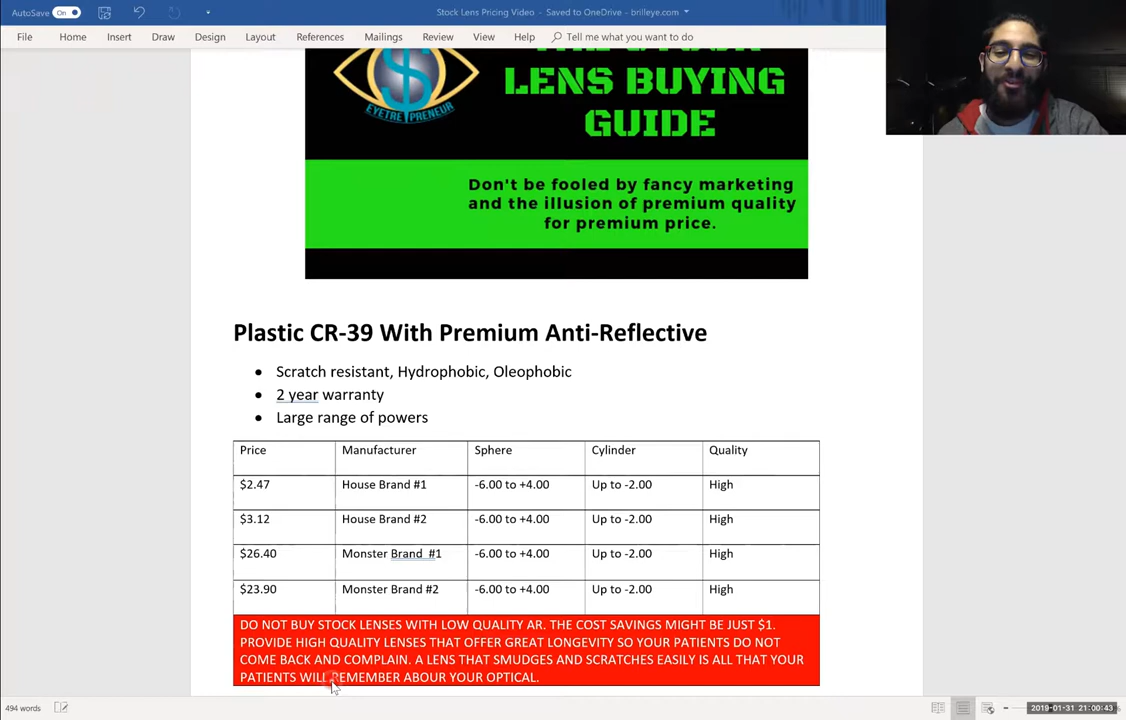 AutoSave On Stock Lens Pricing Video - Saved to OneDrive - brilleye.com
File Home Insert Draw Design Layout References Mailings Review View Help Tell me what you want to do
LENS BUYING
GUIDE
EYETREPRENEUR
Don't be fooled by fancy marketing
and the illusion of premium quality
for premium price.
Plastic CR-39 With Premium Anti-Reflective
• Scratch resistant, Hydrophobic, Oleophobic
• 2 year warranty
• Large range of powers
Price Manufacturer Sphere Cylinder Quality
$2.47 House Brand #1 -6.00 to +4.00 Up to -2.00 High
$3.12 House Brand #2 -6.00 to +4.00 Up to -2.00 High
$26.40 Monster Brand #1 -6.00 to +4.00 Up to -2.00 High
$23.90 Monster Brand #2 -6.00 to +4.00 Up to -2.00 High
DO NOT BUY STOCK LENSES WITH LOW QUALITY AR. THE COST SAVINGS MIGHT BE JUST $1.
PROVIDE HIGH QUALITY LENSES THAT OFFER GREAT LONGEVITY SO YOUR PATIENTS DO NOT
COME BACK AND COMPLAIN. A LENS THAT SMUDGES AND SCRATCHES EASILY IS ALL THAT YOUR
PATIENTS WILL REMEMBER ABOUR YOUR OPTICAL.
494 words
2019-01-31 21:00:43